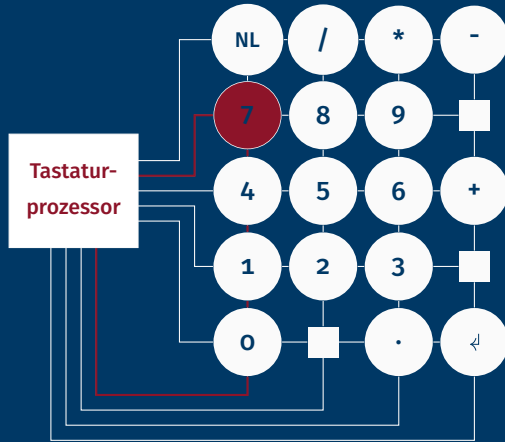 NL / * -
7 8 9
Tastatur-
prozessor
4 5 6 +
1 2 3
0 . ↲